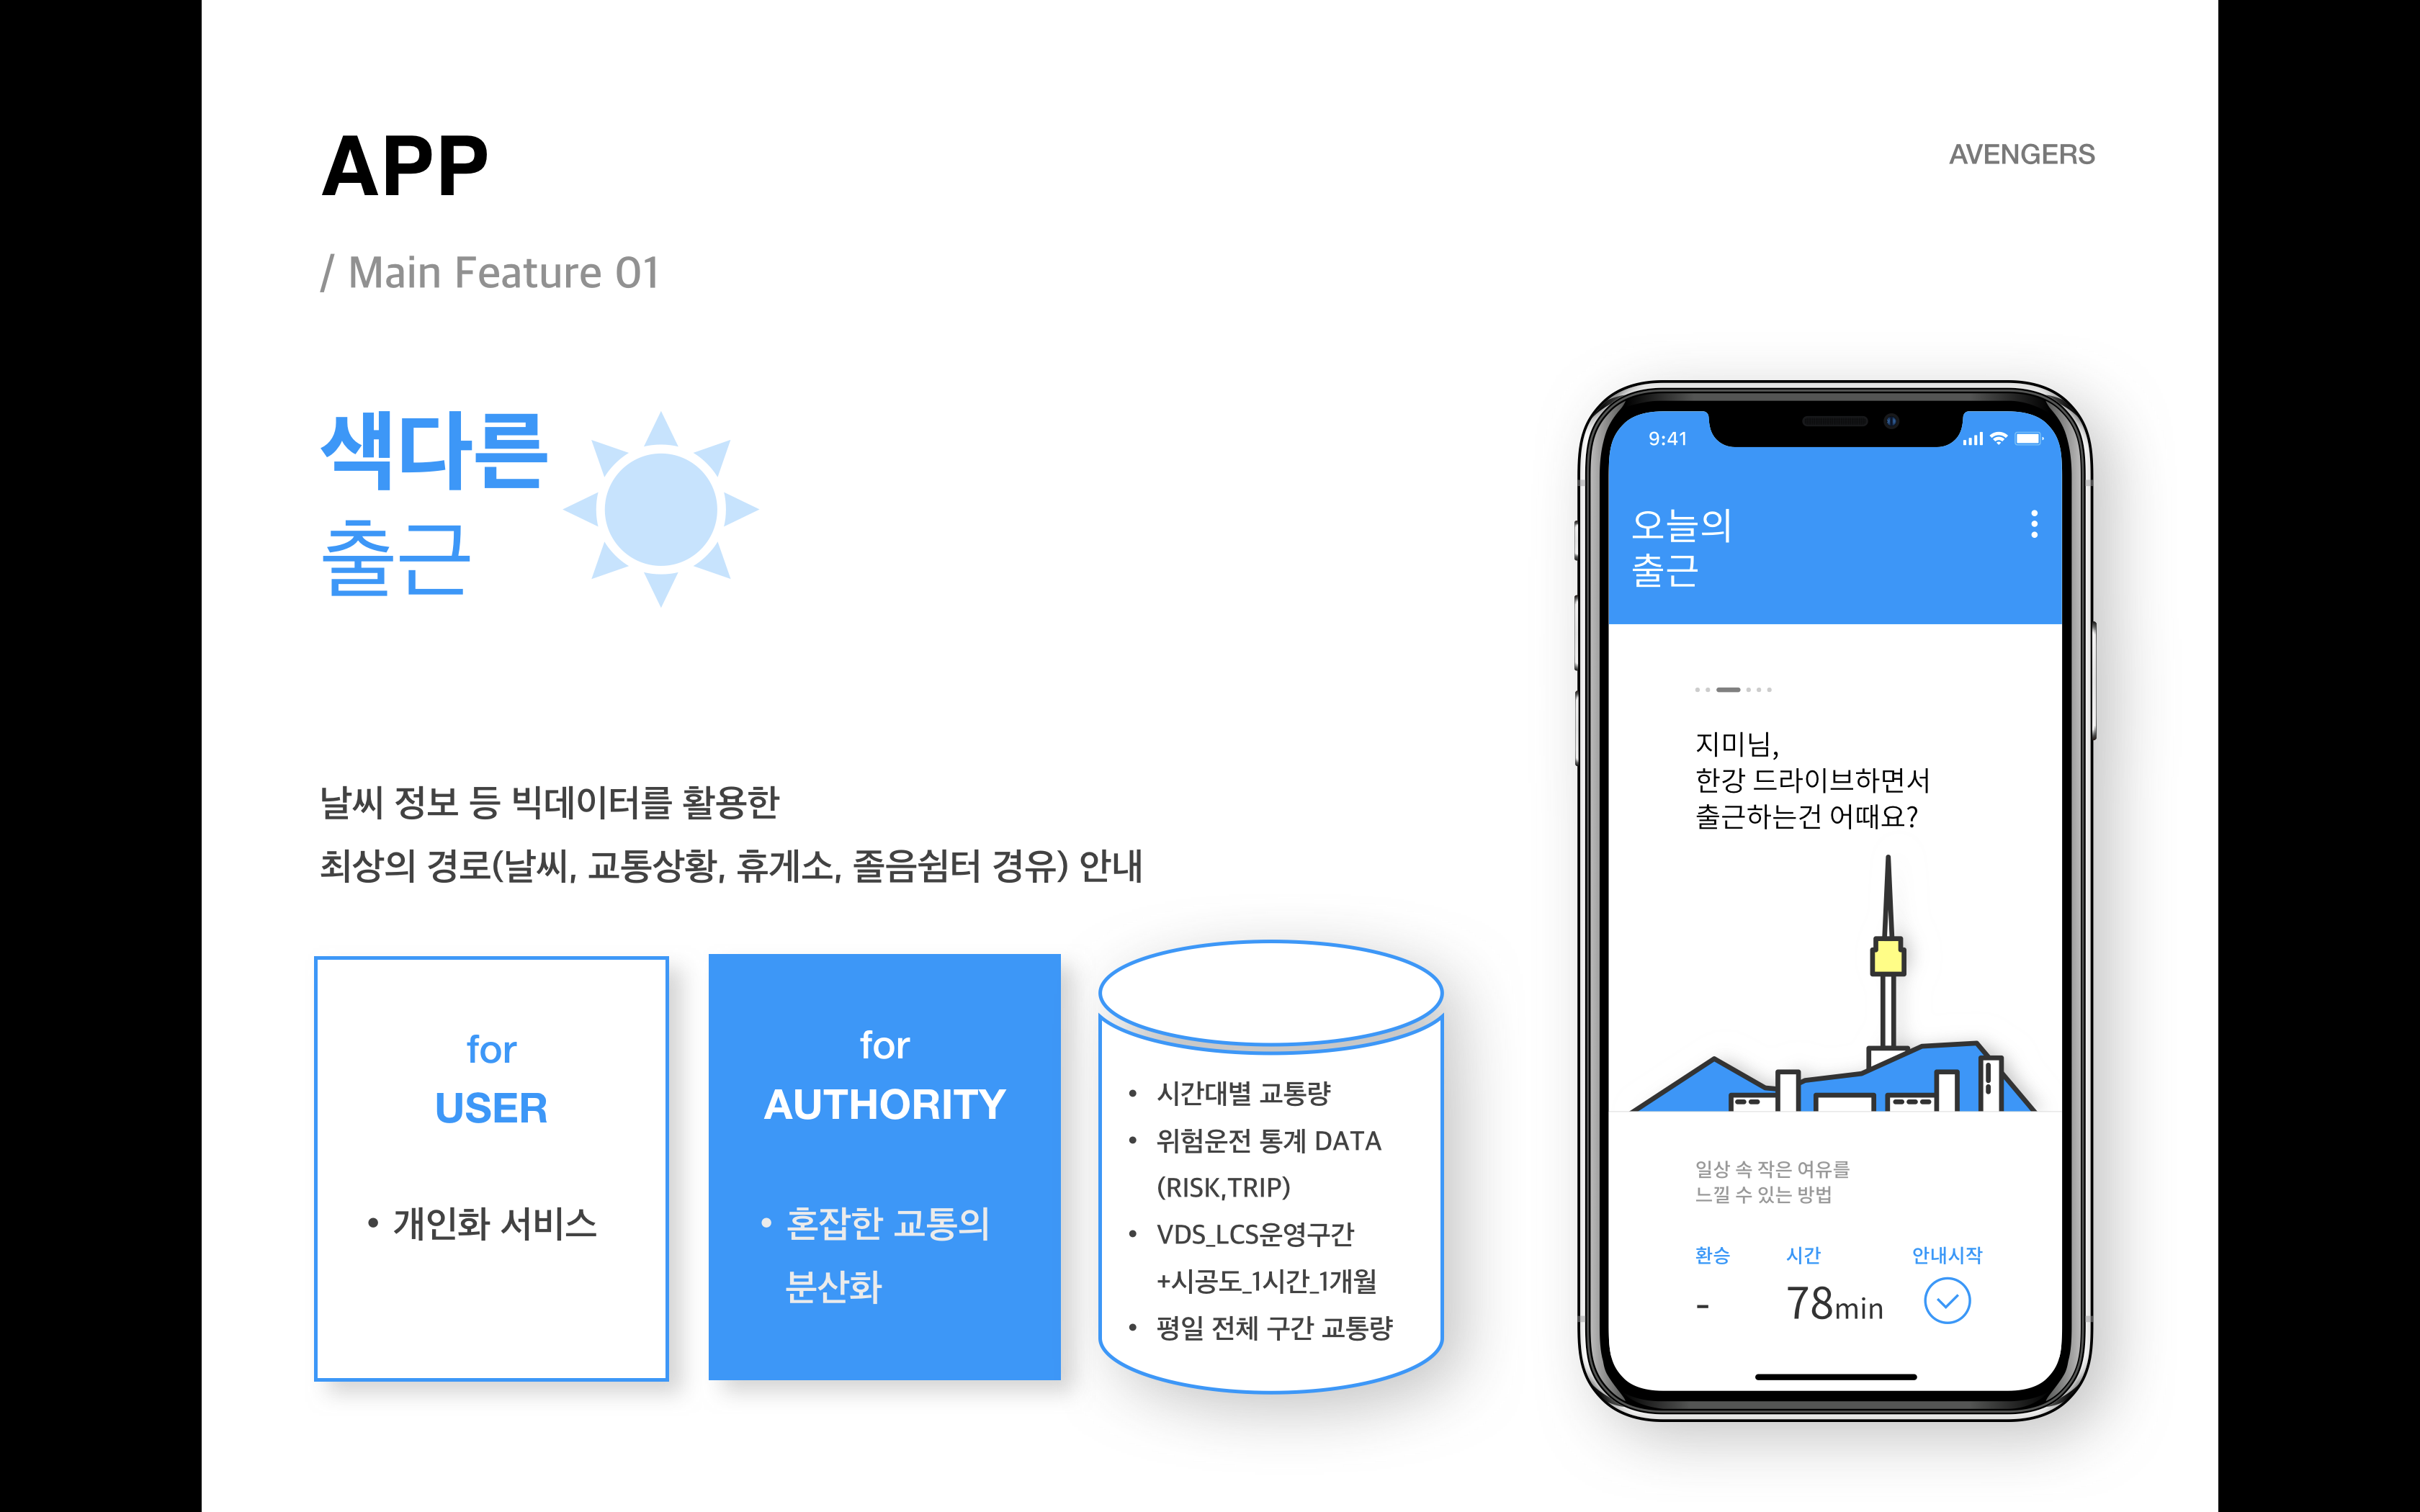 APP
AVENGERS
/ Main Feature 01
색다른
출근
날씨 정보 등 빅데이터를 활용한
최상의 경로(날씨, 교통상황, 휴게소, 졸음쉼터 경유) 안내
for
USER
• 개인화 서비스
for
AUTHORITY
• 혼잡한 교통의
분산화
• 시간대별 교통량
• 위험운전 통계 DATA
(RISK,TRIP)
• VDS_LCS운영구간
+시공도_1시간_1개월
• 평일 전체 구간 교통량
9:41
오늘의
출근
지미님,
한강 드라이브하면서
출근하는건 어때요?
일상 속 작은 여유를
느낄 수 있는 방법
환승 시간 안내시작
- 78min